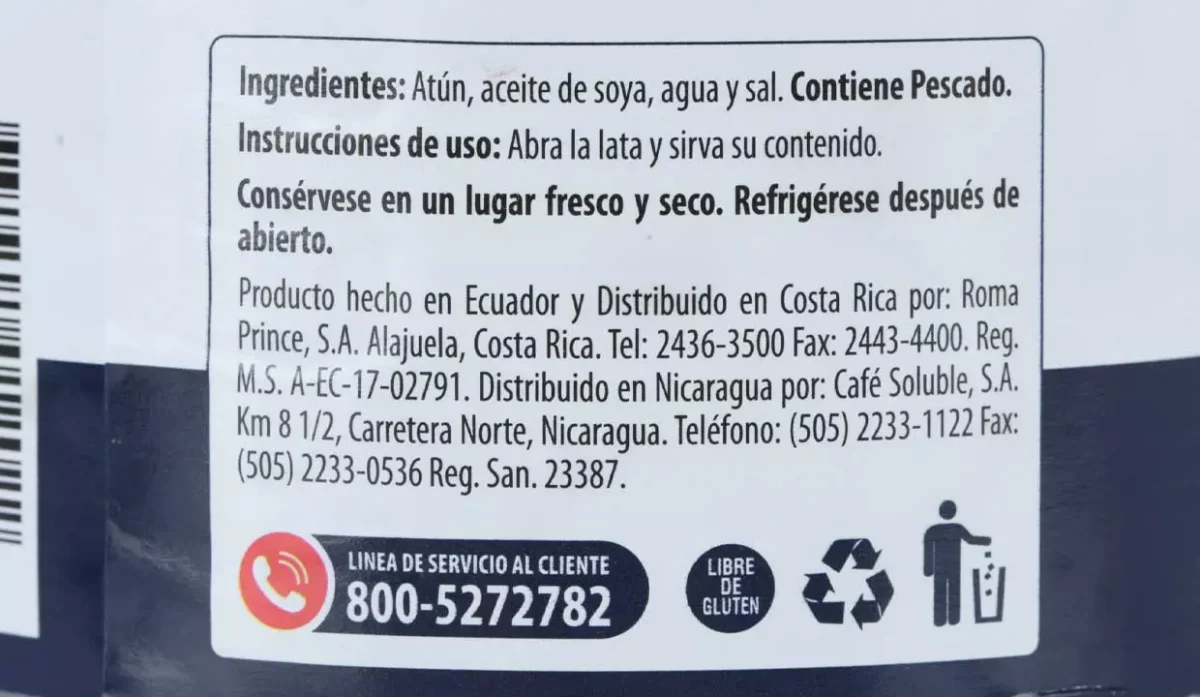 Ingredientes: Atún, aceite de soya, agua y sal. Contiene Pescado.
Instrucciones de uso: Abra la lata y sirva su contenido.
Consérvese en un lugar fresco y seco. Refrigérese después de
abierto.
Producto hecho en Ecuador y Distribuido en Costa Rica por: Roma
Prince, S.A. Alajuela, Costa Rica. Tel: 2436-3500 Fax: 2443-4400. Reg.
M.S. A-EC-17-02791. Distribuido en Nicaragua por: Café Soluble, S.A.
Km 8 1/2, Carretera Norte, Nicaragua. Teléfono: (505) 2233-1122 Fax:
(505) 2233-0536 Reg. San. 23387.
LINEA DE SERVICIO AL CLIENTE
800-5272782
LIBRE
DE
GLUTEN